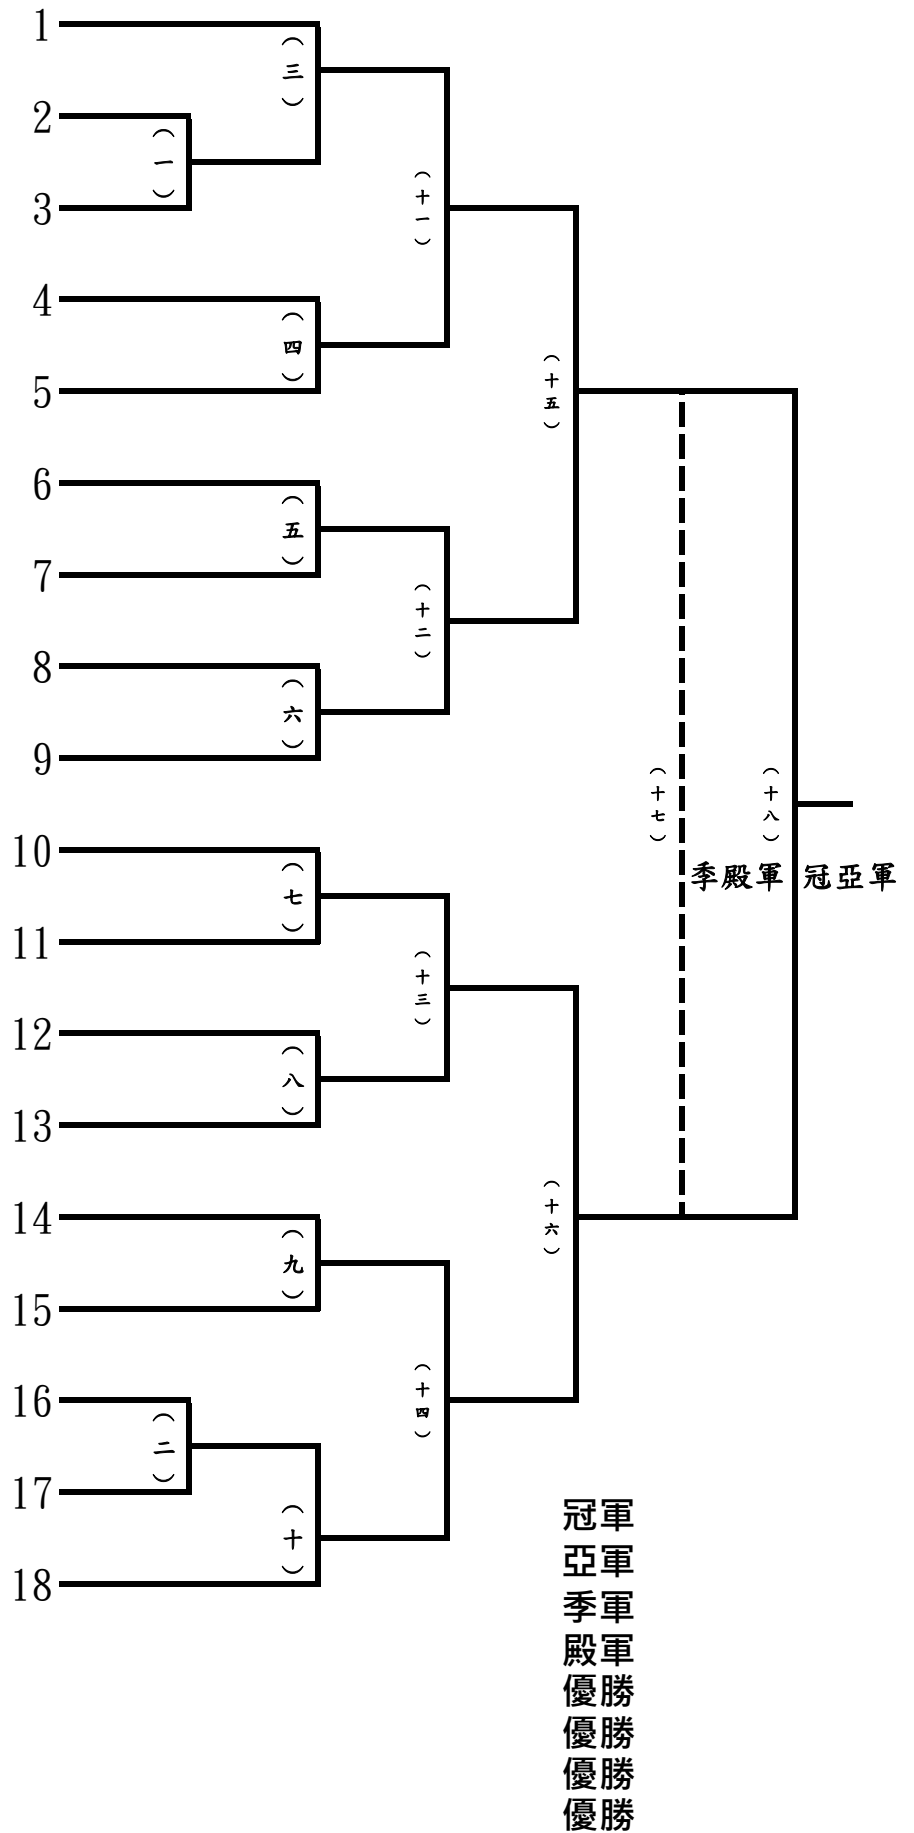 1
（三）
2
（一）
3
（十一）
4
（四）
5
（十五）
6
（五）
7
（十二）
8
（六）
9
（十七）
（十八）
10
季殿軍 冠亞軍
（七）
11
（十三）
12
（八）
13
（十六）
14
（九）
15
（十四）
16
（二）
17
（十）
18
冠軍
亞軍
季軍
殿軍
優勝
優勝
優勝
優勝